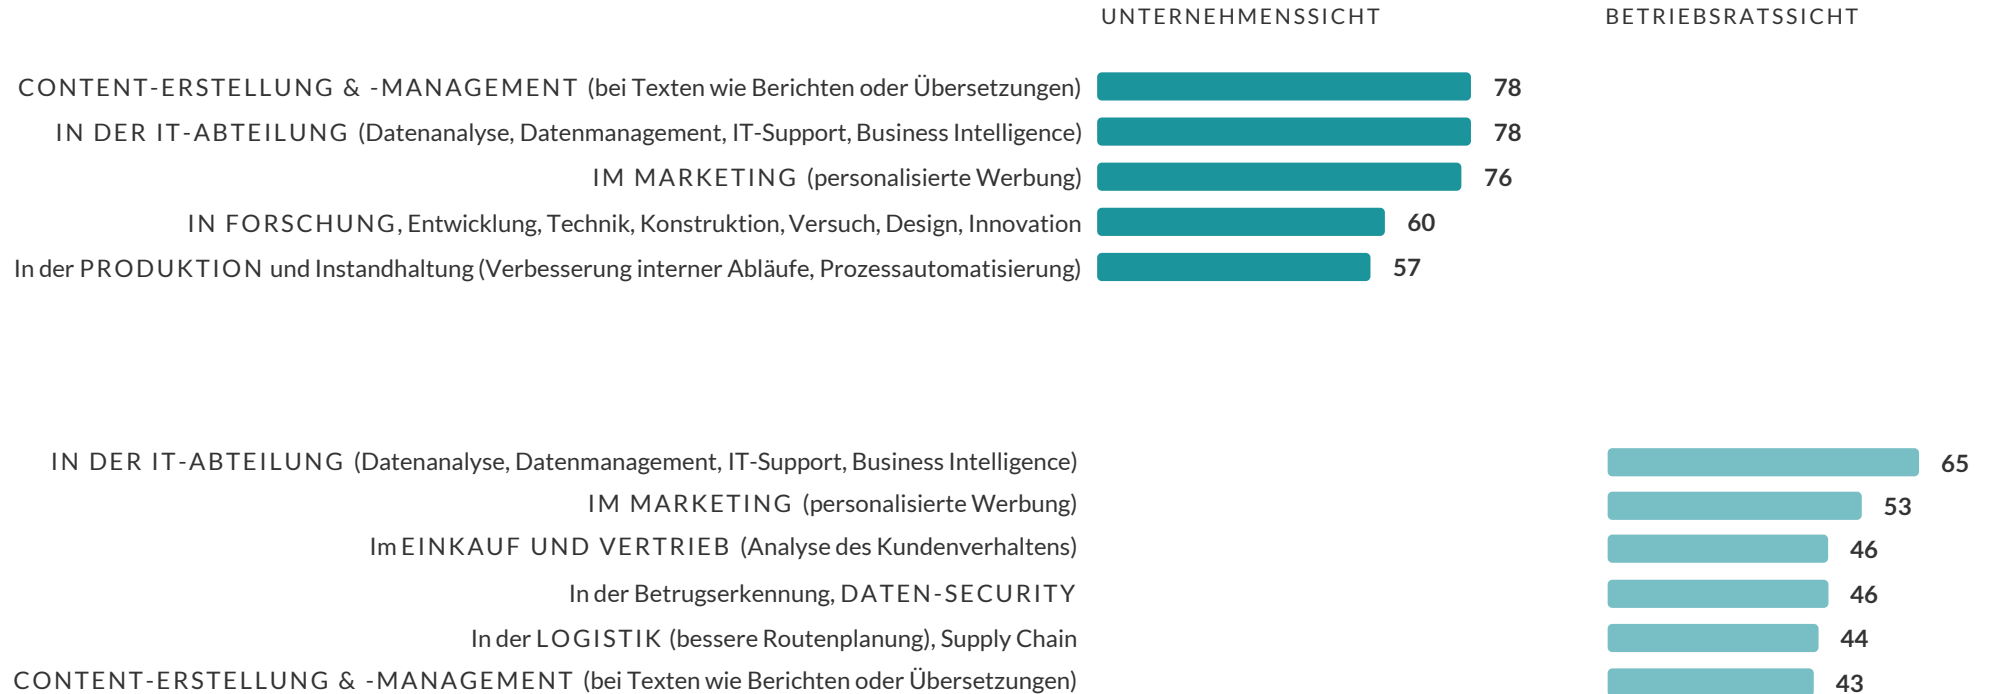 UNTERNEHMENSSICHT BETRIEBSRATSSICHT
CONTENT-ERSTELLUNG & -MANAGEMENT (bei Texten wie Berichten oder Übersetzungen) 78
IN DER IT-ABTEILUNG (Datenanalyse, Datenmanagement, IT-Support, Business Intelligence) 78
IM MARKETING (personalisierte Werbung) 76
IN FORSCHUNG, Entwicklung, Technik, Konstruktion, Versuch, Design, Innovation 60
In der PRODUKTION und Instandhaltung (Verbesserung interner Abläufe, Prozessautomatisierung) 57
IN DER IT-ABTEILUNG (Datenanalyse, Datenmanagement, IT-Support, Business Intelligence) 65
IM MARKETING (personalisierte Werbung) 53
Im EINKAUF UND VERTRIEB (Analyse des Kundenverhaltens) 46
In der Betrugserkennung, DATEN-SECURITY 46
In der LOGISTIK (bessere Routenplanung), Supply Chain 44
CONTENT-ERSTELLUNG & -MANAGEMENT (bei Texten wie Berichten oder Übersetzungen) 43